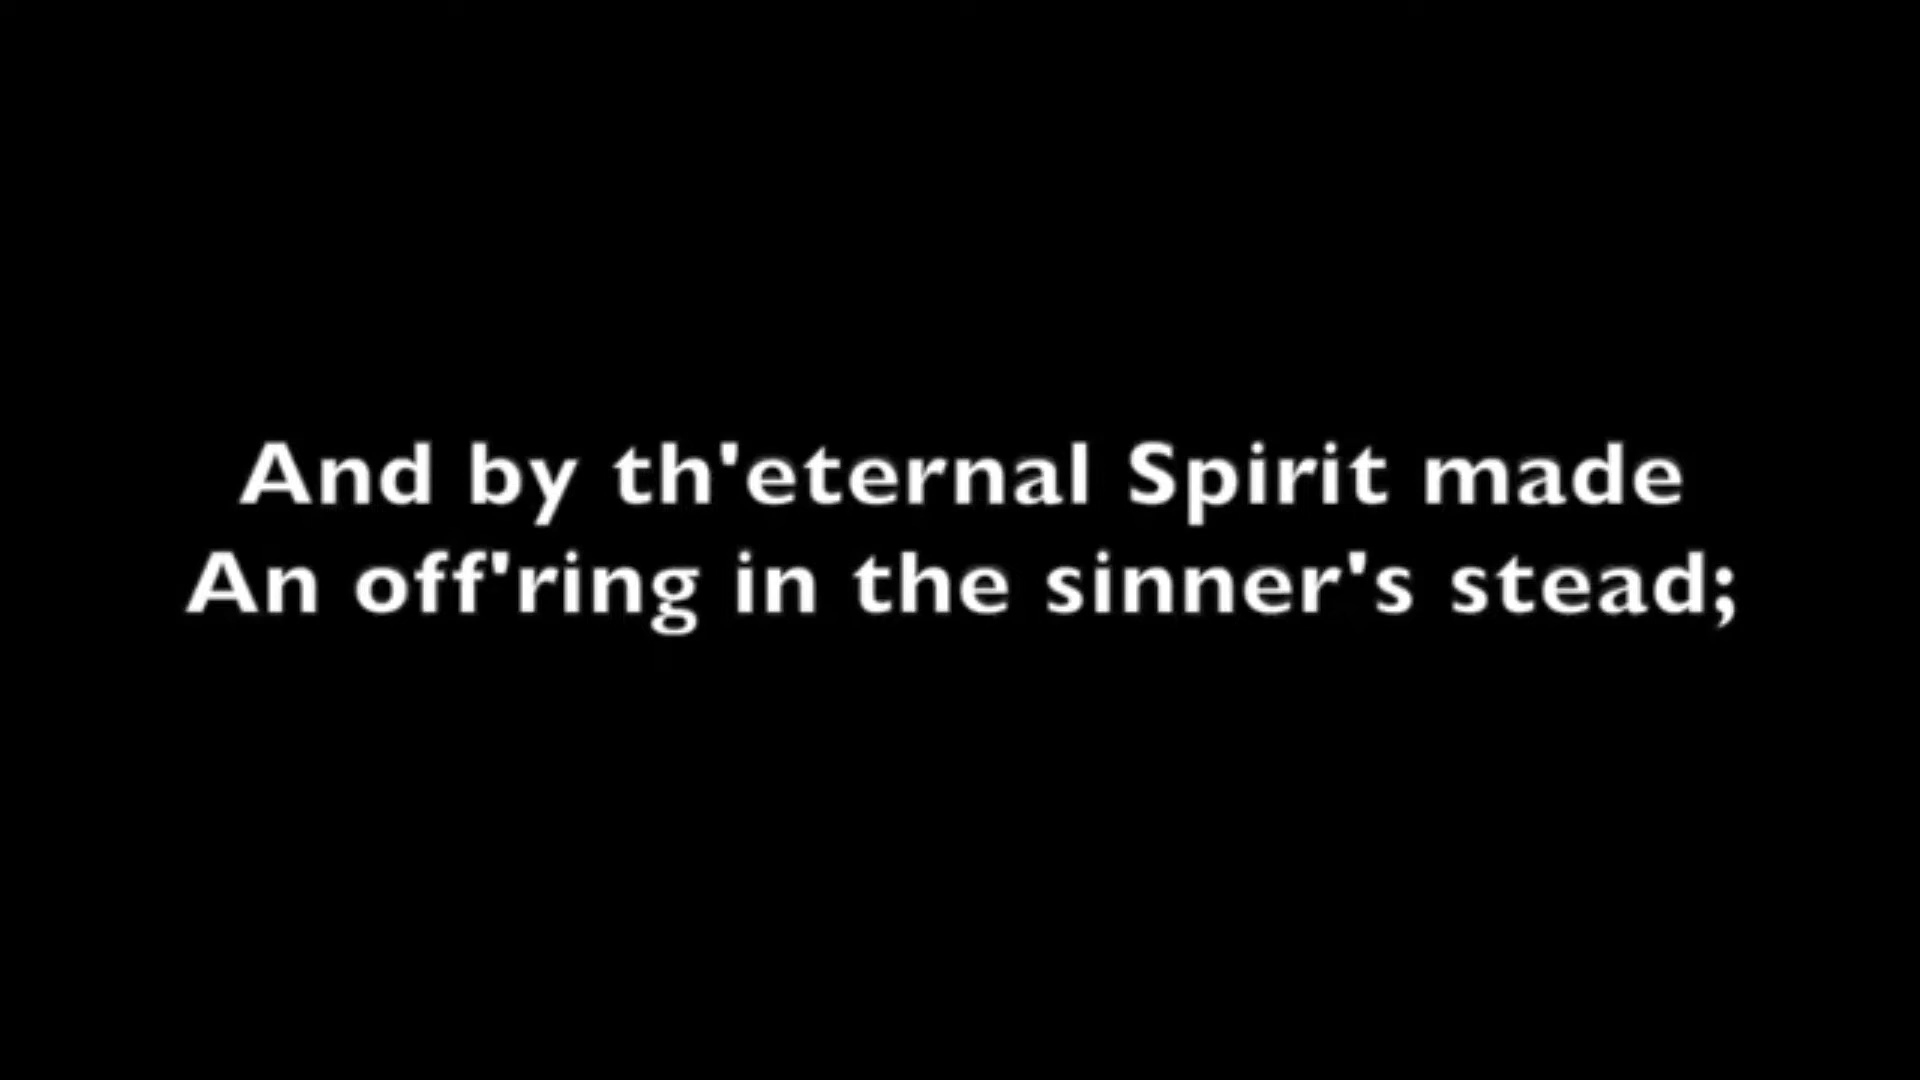 And by th'eternal Spirit made
An off'ring in the sinner's stead;